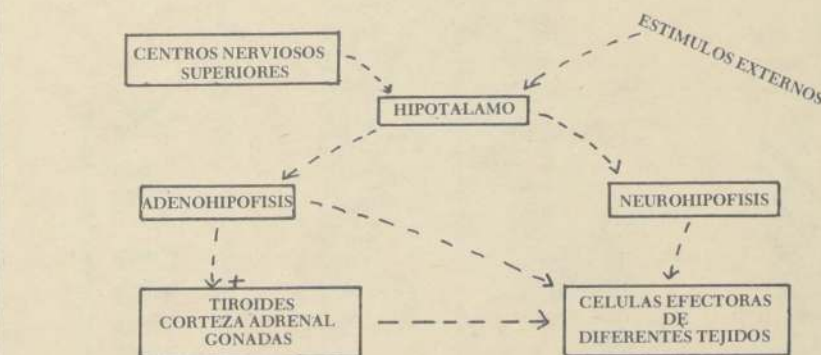 CENTROS NERVIOSOS
SUPERIORES
ESTIMULOS EXTERNOS
HIPOTALAMO
ADENOHIPOFISIS
NEUROHIPOFISIS
+
TIROIDES
CORTEZA ADRENAL
GONADAS
CELULAS EFECTORAS
DE
DIFERENTES TEJIDOS